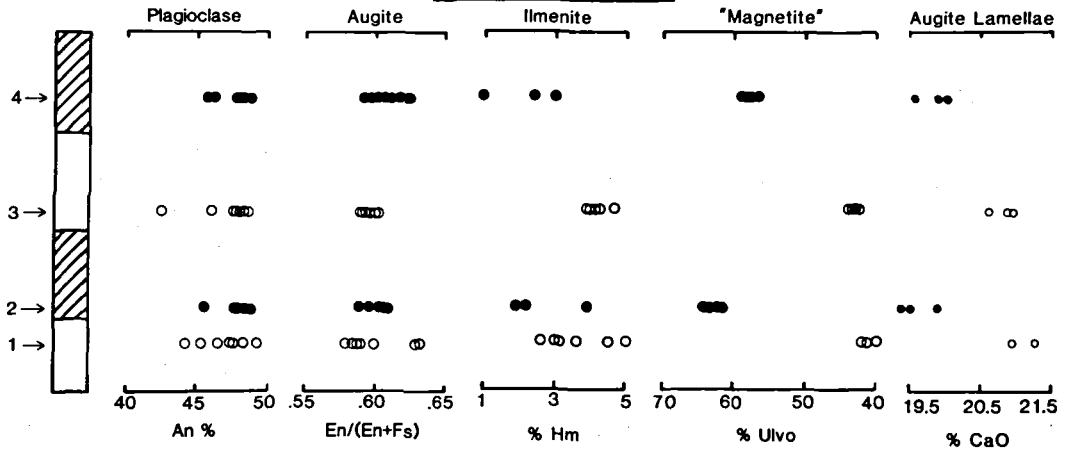 Plagioclase Augite Ilmenite "Magnetite" Augite Lamellae
4→
3→
2→
1→
40 45 50 .55 .60 .65 1 3 5 70 60 50 40 19.5 20.5 21.5
An % En/(En+Fs) % Hm % Ulvo % CaO